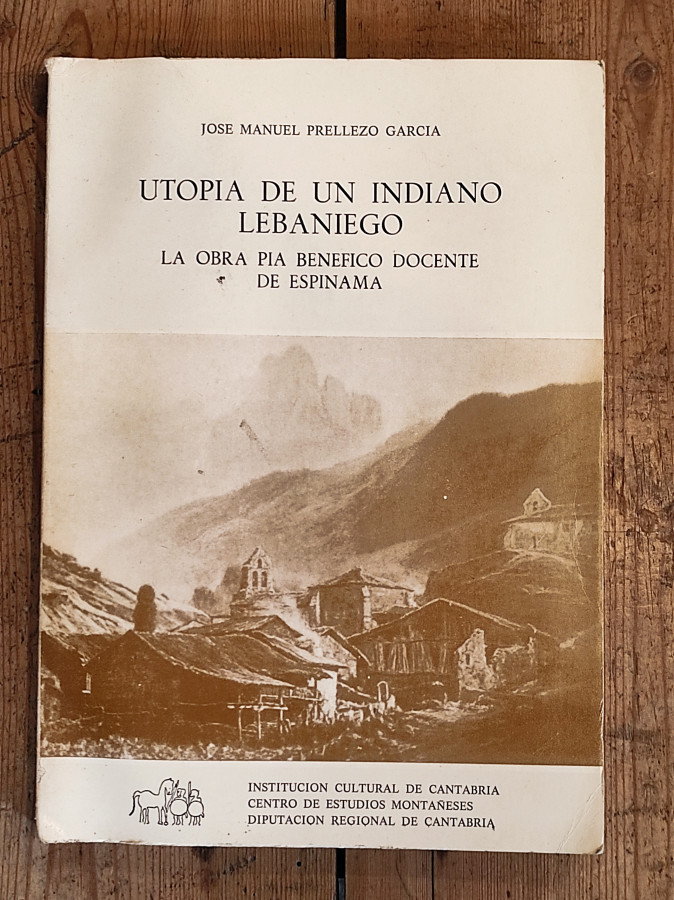 JOSE MANUEL PRELLEZO GARCIA
UTOPIA DE UN INDIANO
LEBANIEGO
LA OBRA PIA BENEFICO DOCENTE
DE ESPINAMA
INSTITUCION CULTURAL DE CANTABRIA
CENTRO DE ESTUDIOS MONTAÑESES
DIPUTACION REGIONAL DE CANTABRIA